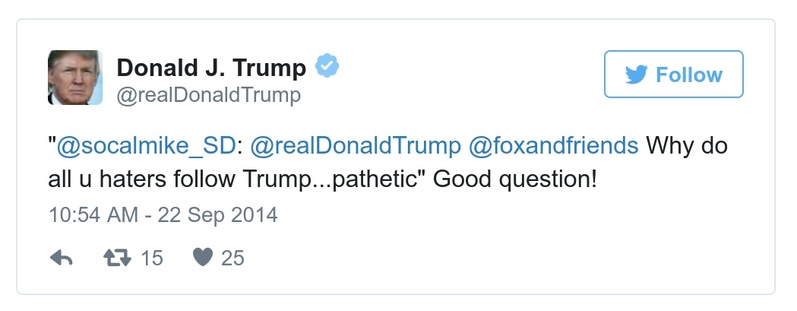 Donald J. Trump
@realDonaldTrump
Follow
"@socalmike_SD: @realDonaldTrump @foxandfriends Why do
all u haters follow Trump...pathetic" Good question!
10:54 AM - 22 Sep 2014
15 25